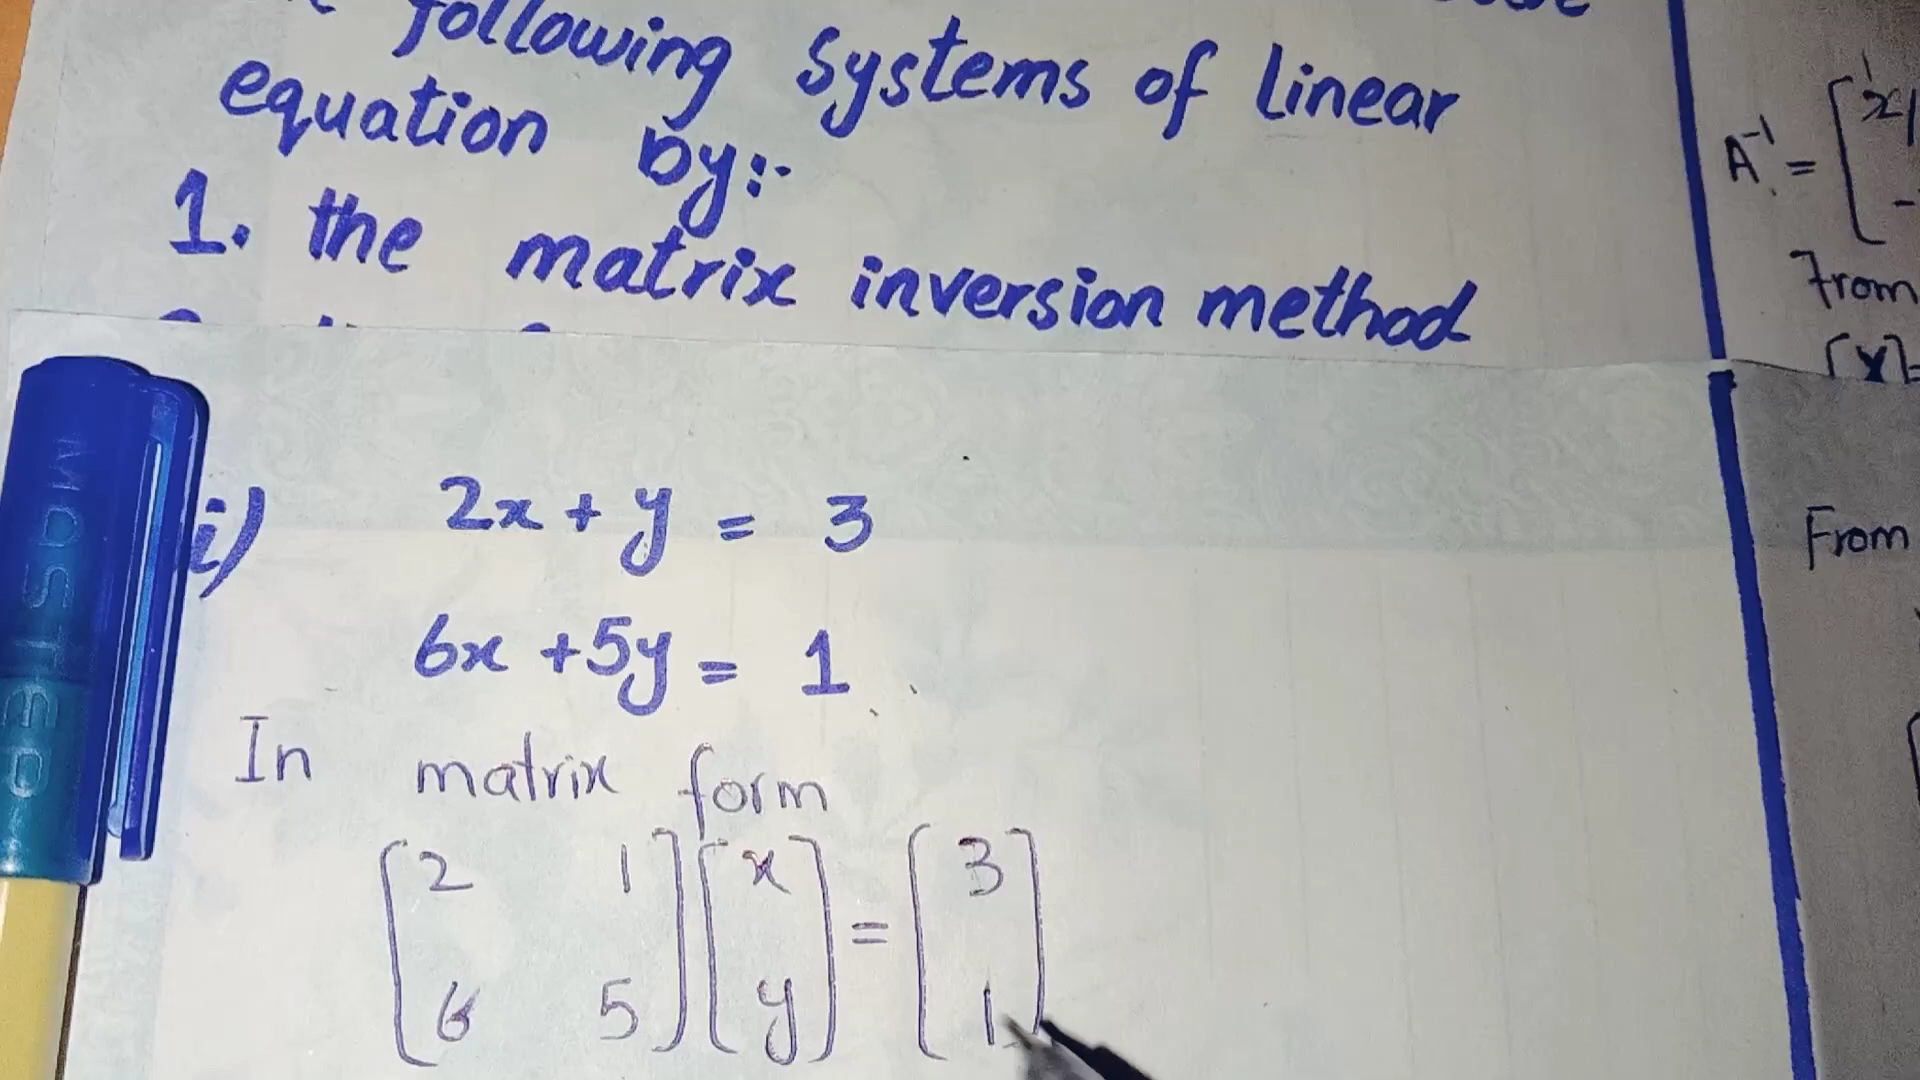 following systems of linear
equation by:-
1. the matrix inversion method
i) 2x + y = 3
6x + 5y = 1
In matrix form
[2 1] [x] = [3]
[6 5] [y] [1]
A⁻¹ =
From
[x] =
From
Master